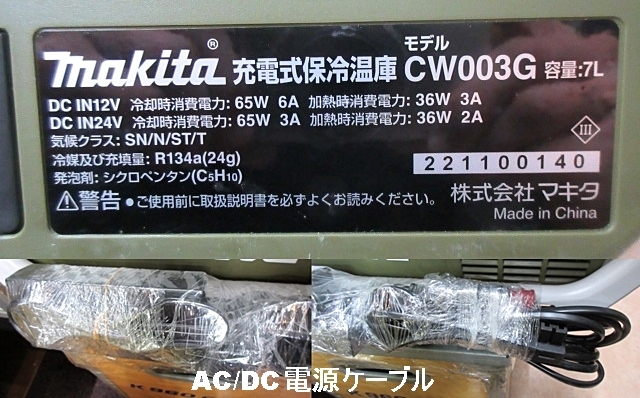 makita® 充電式保冷温庫 モデル CW003G 容量:7L
DC IN12V 冷却時消費電力: 65W 6A 加熱時消費電力: 36W 3A
DC IN24V 冷却時消費電力: 65W 3A 加熱時消費電力: 36W 2A
気候クラス: SN/N/ST/T
冷媒及び充填量: R134a(24g)
発泡剤: シクロペンタン(C5H10)
III
221100140
⚠警告 ●ご使用前に取扱説明書を必ずよくお読みください。
株式会社 マキタ
Made in China
AC/DC電源ケーブル